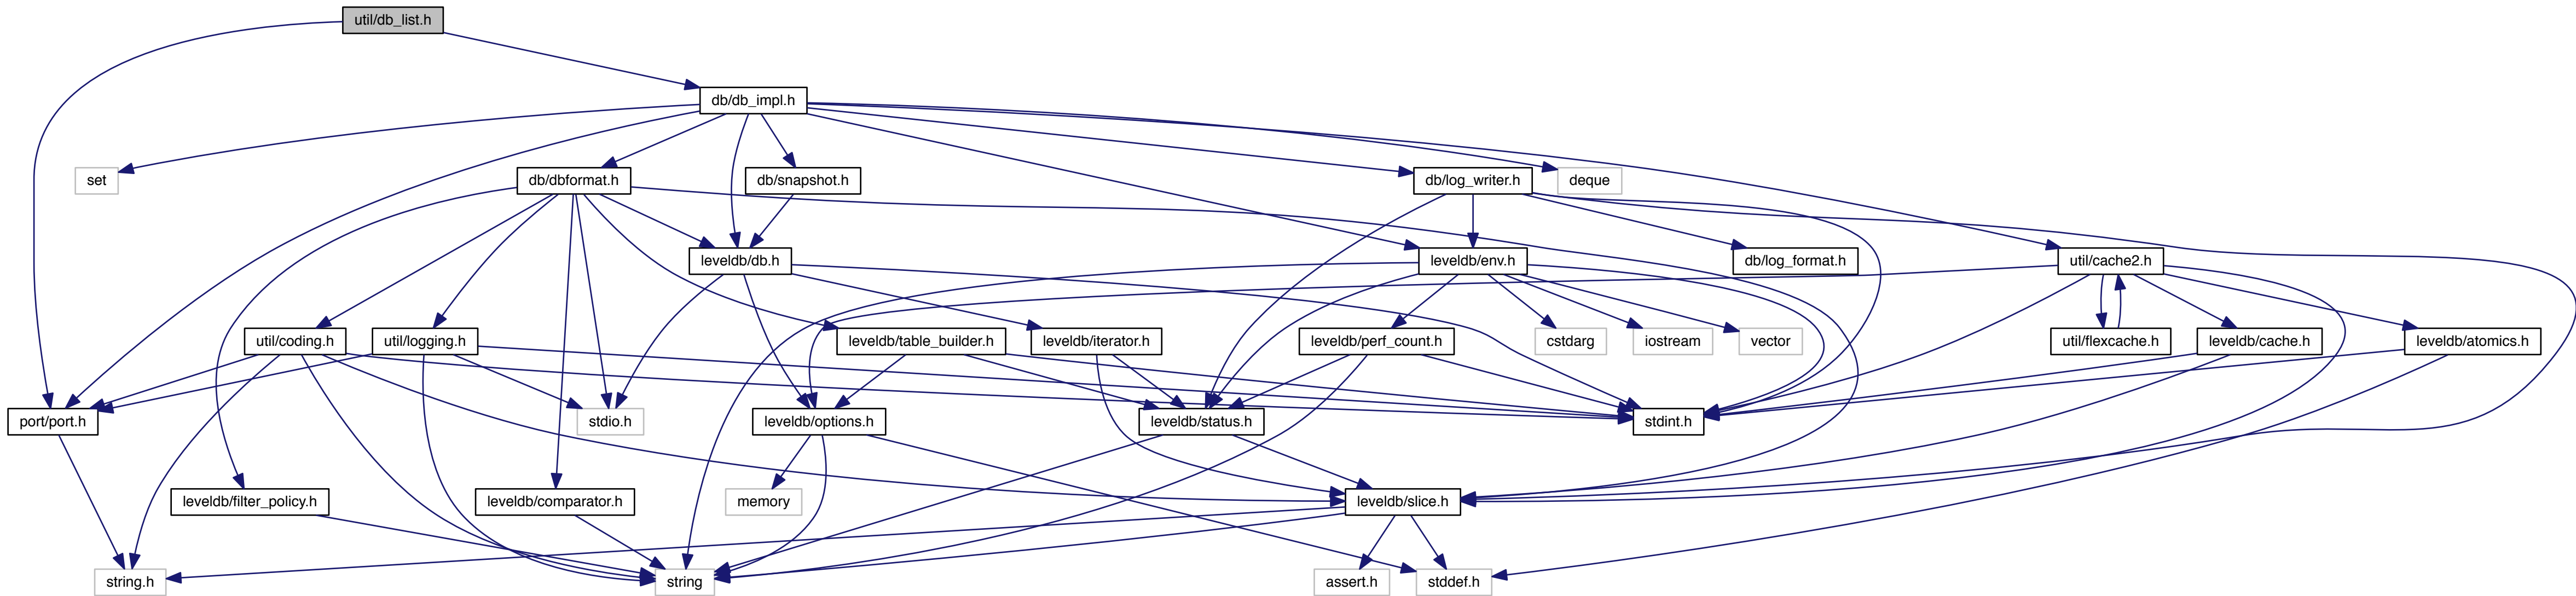 util/db_list.h
db/db_impl.h
set
db/dbformat.h
db/snapshot.h
db/log_writer.h
deque
leveldb/db.h
leveldb/env.h
db/log_format.h
util/cache2.h
util/coding.h
util/logging.h
leveldb/table_builder.h
leveldb/iterator.h
leveldb/perf_count.h
cstdarg
iostream
vector
util/flexcache.h
leveldb/cache.h
leveldb/atomics.h
port/port.h
stdio.h
leveldb/options.h
leveldb/status.h
stdint.h
leveldb/filter_policy.h
leveldb/comparator.h
memory
leveldb/slice.h
string.h
string
assert.h
stddef.h